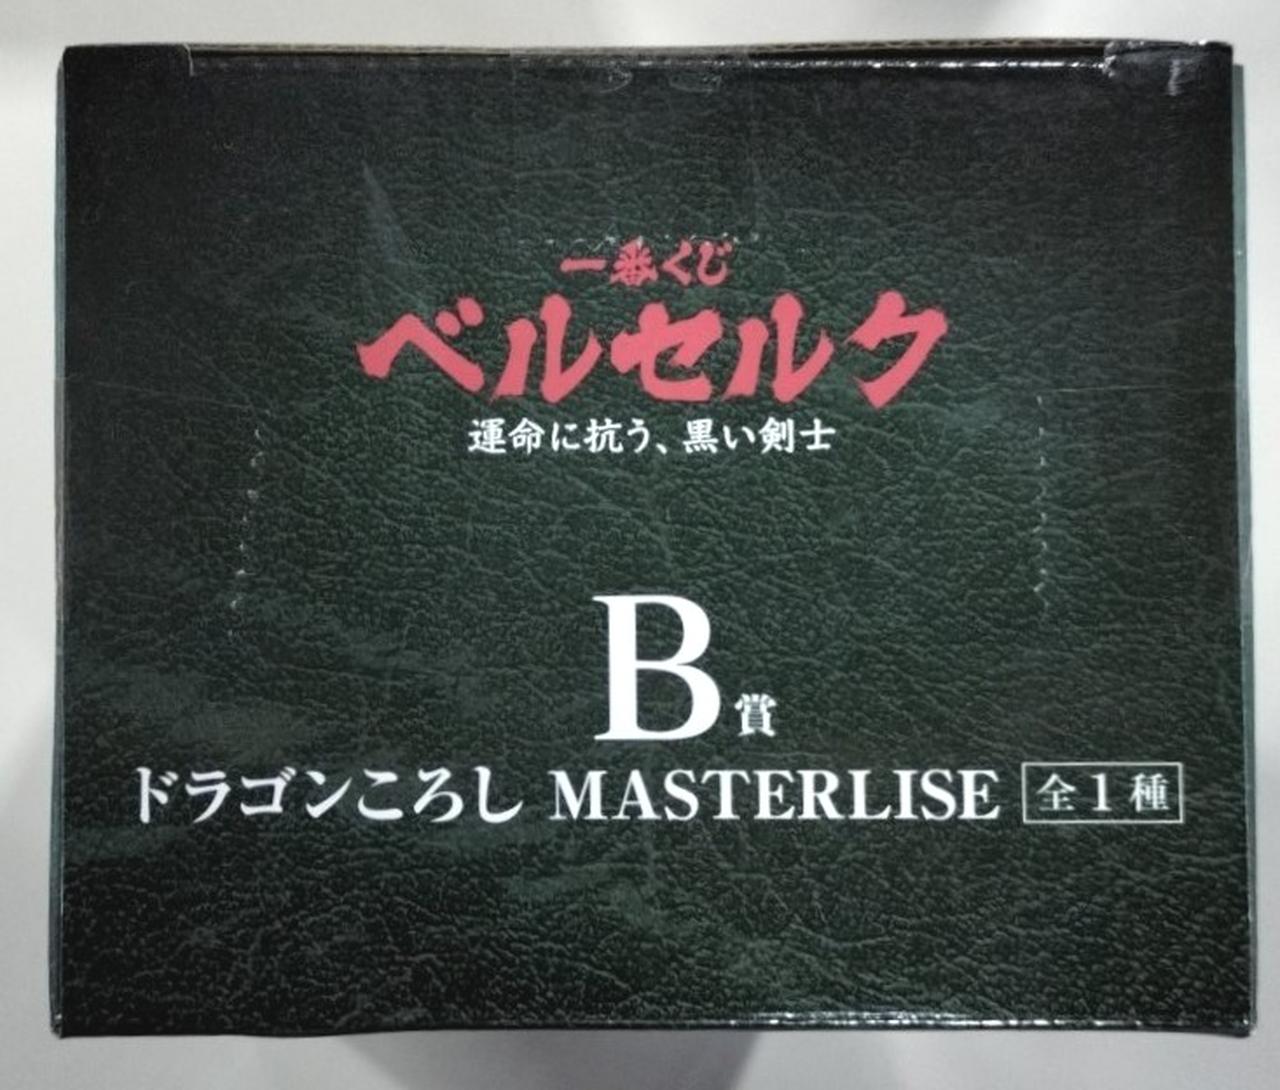 一番くじ
ベルセルク
運命に抗う、黒い剣士
B賞
ドラゴンころし MASTERLISE 全1種